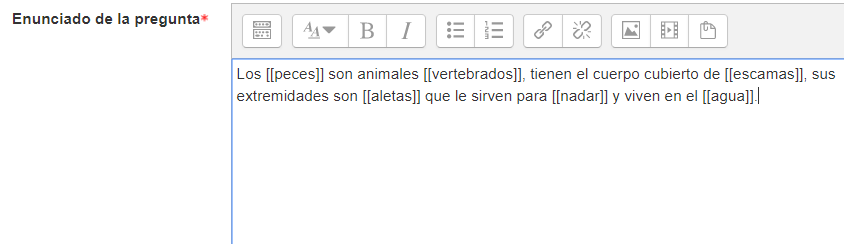 Enunciado de la pregunta*
Los [[peces]] son animales [[vertebrados]], tienen el cuerpo cubierto de [[escamas]], sus
extremidades son [[aletas]] que le sirven para [[nadar]] y viven en el [[agua]].